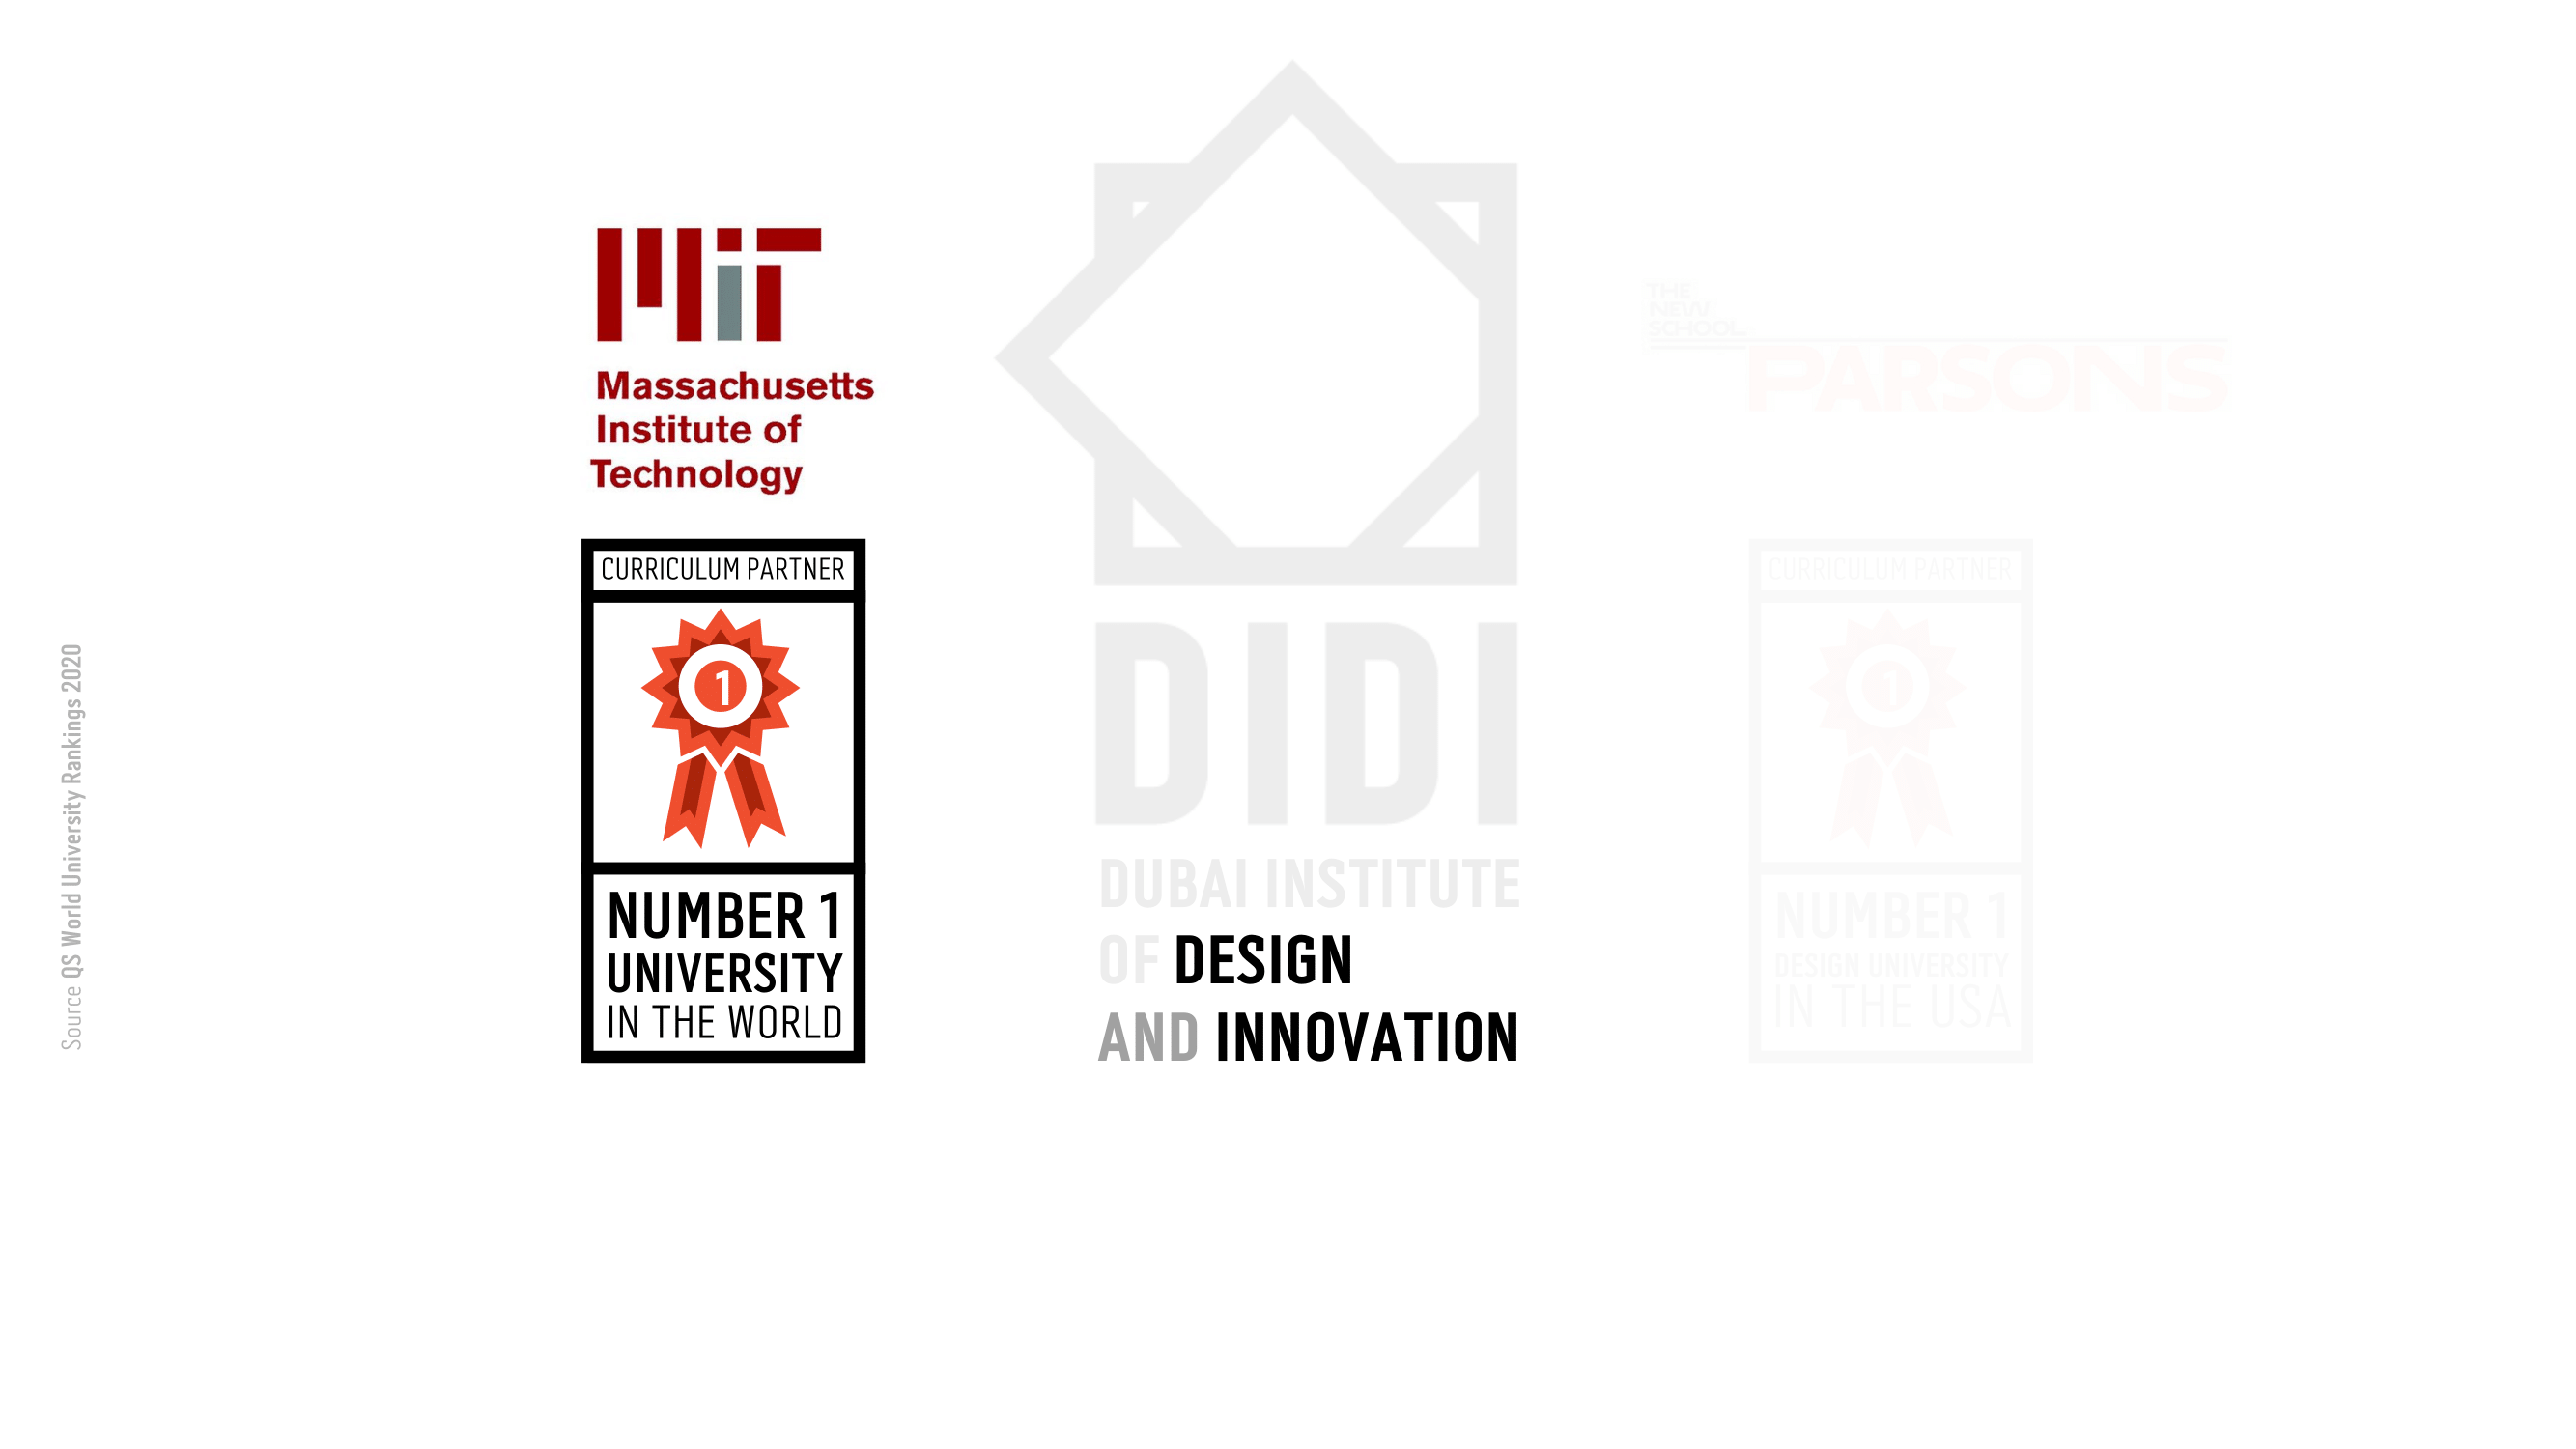 MIT
Massachusetts
Institute of
Technology
CURRICULUM PARTNER
1
NUMBER 1
UNIVERSITY
IN THE WORLD
DIDI
DUBAI INSTITUTE
OF DESIGN
AND INNOVATION
THE
NEW
SCHOOL
PARSONS
CURRICULUM PARTNER
1
NUMBER 1
DESIGN UNIVERSITY
IN THE USA
Source QS World University Rankings 2020